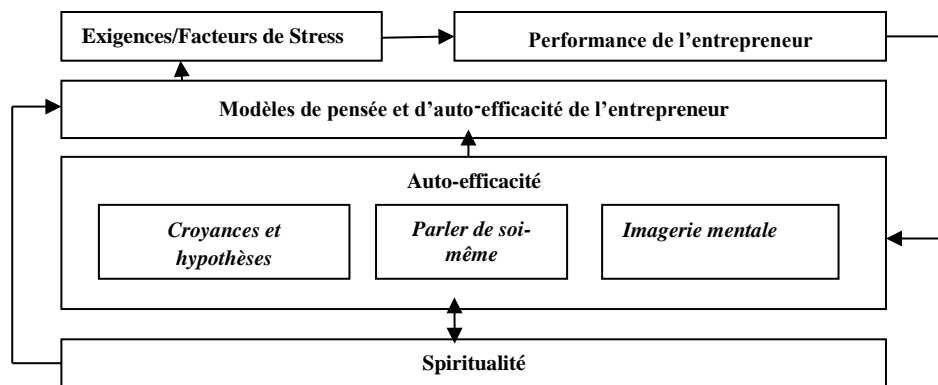 Exigences/Facteurs de Stress
Performance de l’entrepreneur
Modèles de pensée et d’auto-efficacité de l’entrepreneur
Auto-efficacité
Croyances et
hypothèses
Parler de soi-
même
Imagerie mentale
Spiritualité